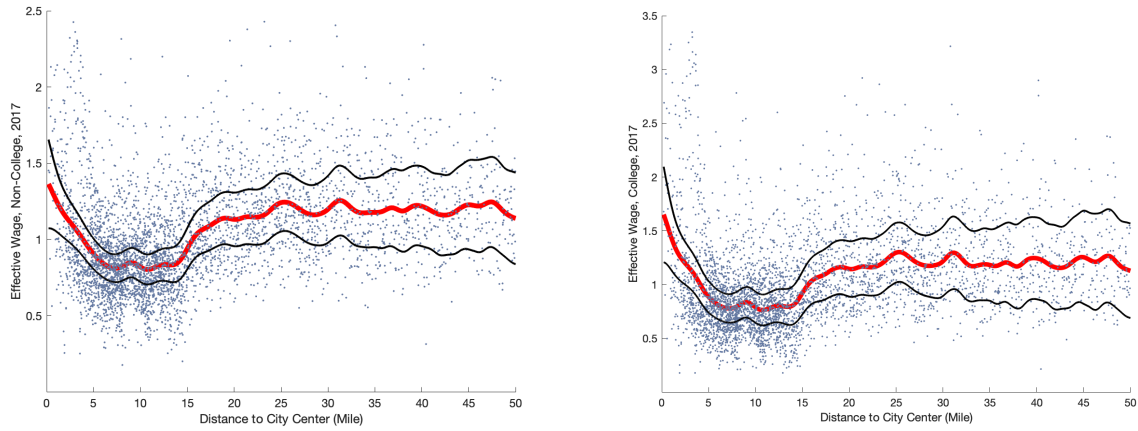 2.5
2
1.5
1
0.5
Effective Wage, Non-College, 2017
0 5 10 15 20 25 30 35 40 45 50
Distance to City Center (Mile)
3.5
3
2.5
2
1.5
1
0.5
Effective Wage, College, 2017
0 5 10 15 20 25 30 35 40 45 50
Distance to City Center (Mile)